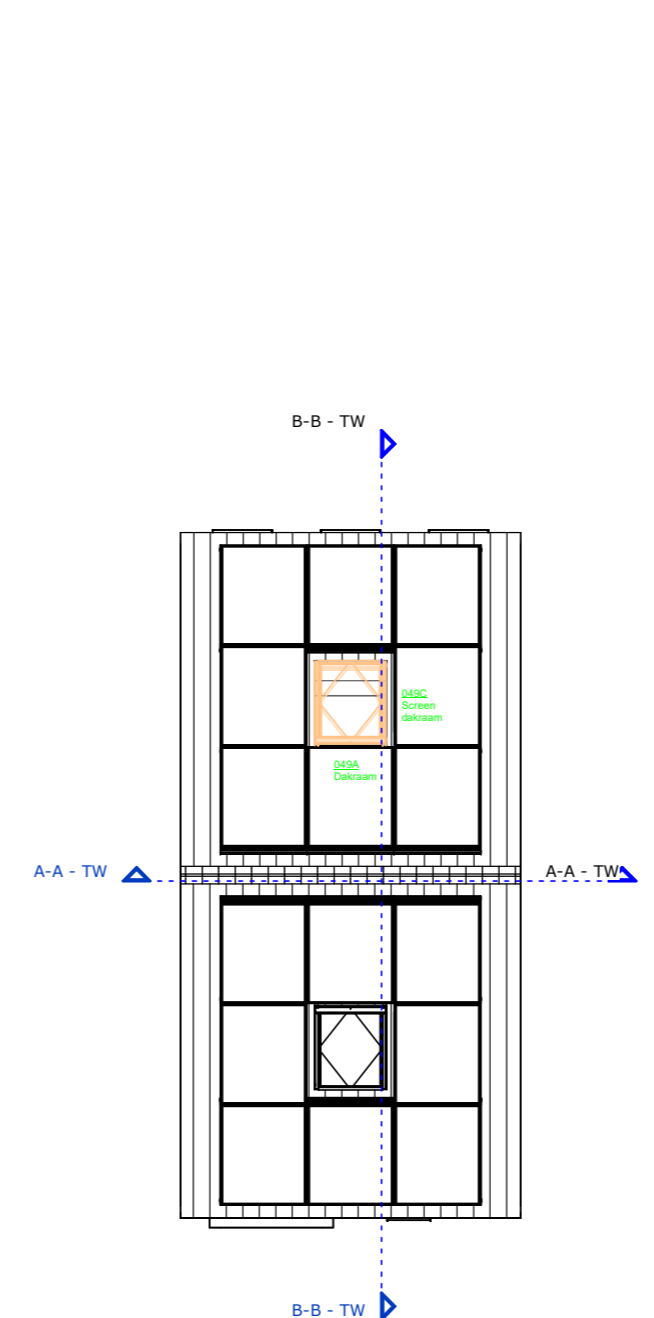 B-B - TW
049C
Screen
dakraam
049A
Dakraam
A-A - TW
A-A - TW
B-B - TW